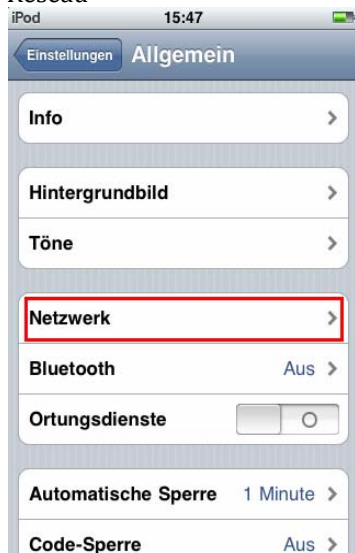 Réseau
iPod 15:47
Einstellungen Allgemein
Info
Hintergrundbild
Töne
Netzwerk
Bluetooth Aus
Ortungsdienste
Automatische Sperre 1 Minute
Code-Sperre Aus